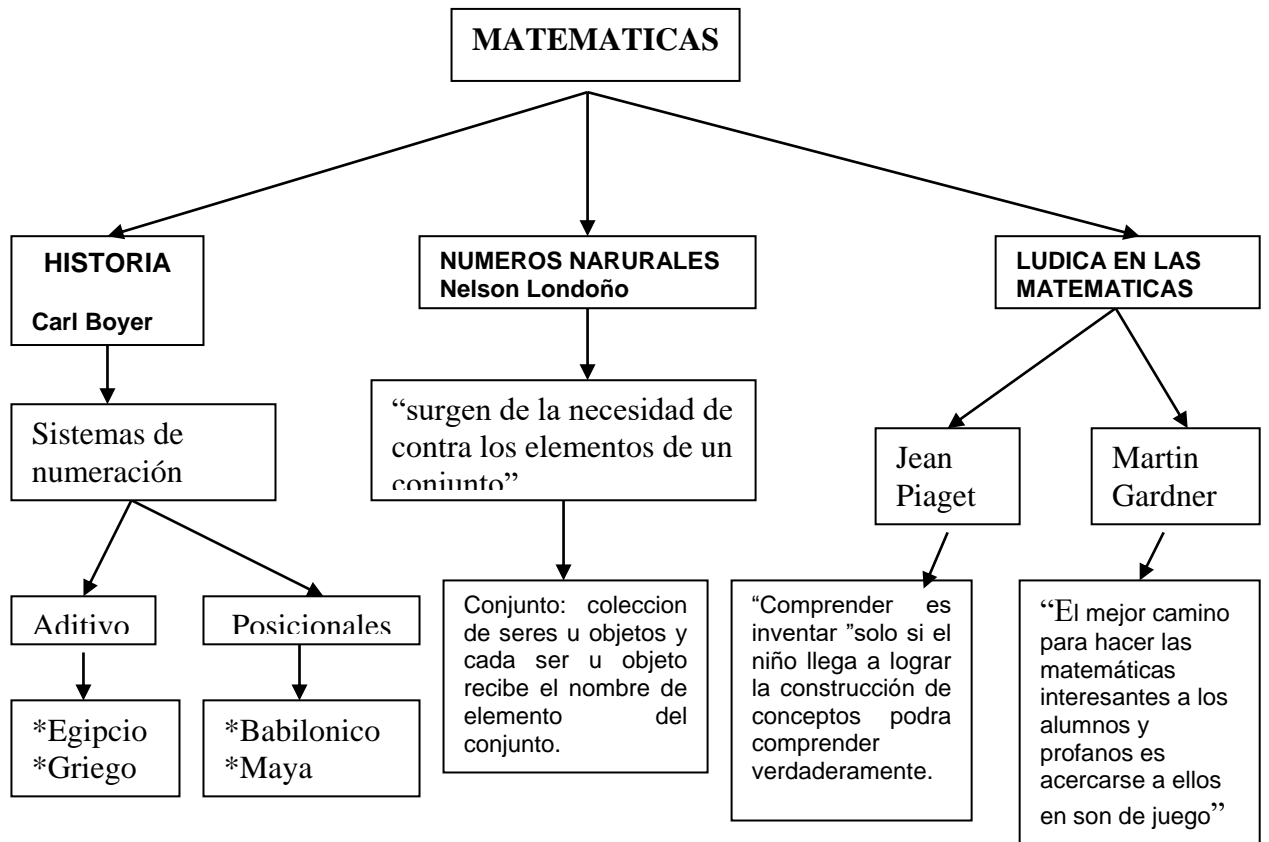 MATEMATICAS
HISTORIA
Carl Boyer
NUMEROS NARURALES
Nelson Londoño
LUDICA EN LAS
MATEMATICAS
Sistemas de
numeración
“surgen de la necesidad de
contra los elementos de un
conjunto”
Jean
Piaget
Martin
Gardner
Aditivo
Posicionales
*Egipcio
*Griego
*Babilonico
*Maya
Conjunto: coleccion
de seres u objetos y
cada ser u objeto
recibe el nombre de
elemento del
conjunto.
“Comprender es
inventar ”solo si el
niño llega a lograr
la construcción de
conceptos podra
comprender
verdaderamente.
“El mejor camino
para hacer las
matemáticas
interesantes a los
alumnos y
profanos es
acercarse a ellos
en son de juego”